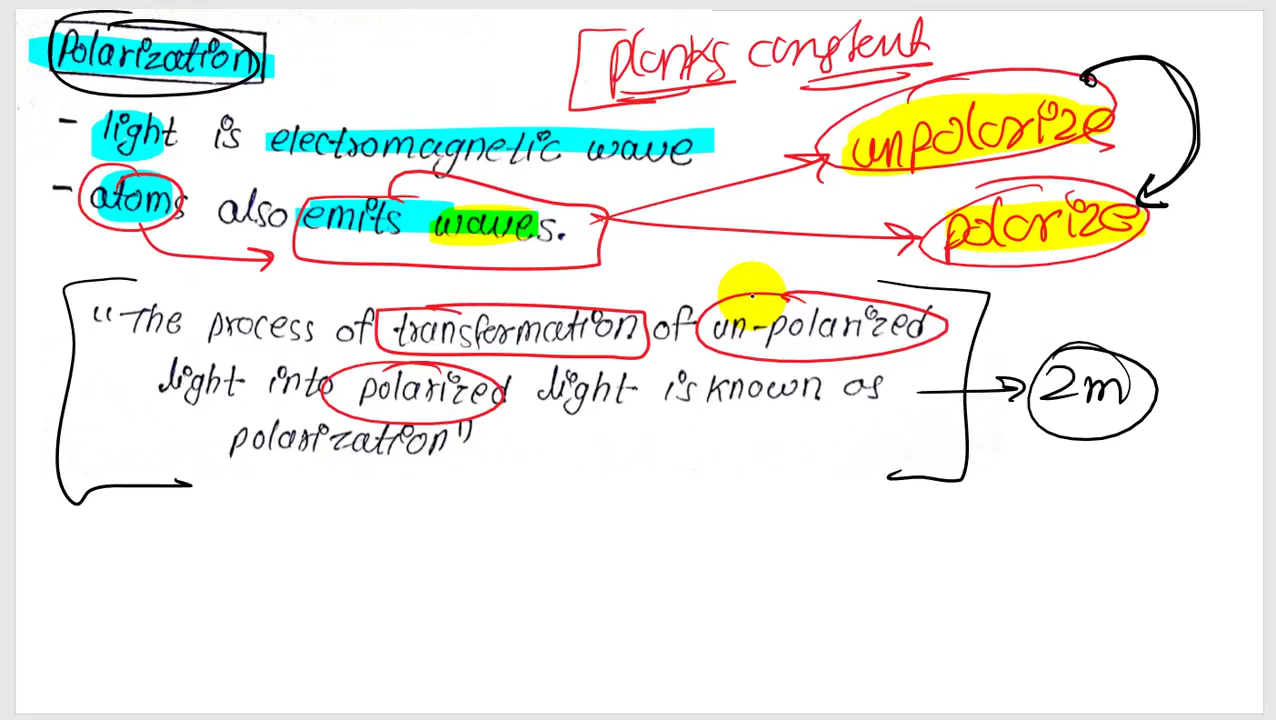 Polarization
planks constent
- light is electromagnetic wave
unpolarize
- atoms also emits waves.
polarize
"The process of transformation of un-polarized
light into polarized light is known as
2m
polarization"